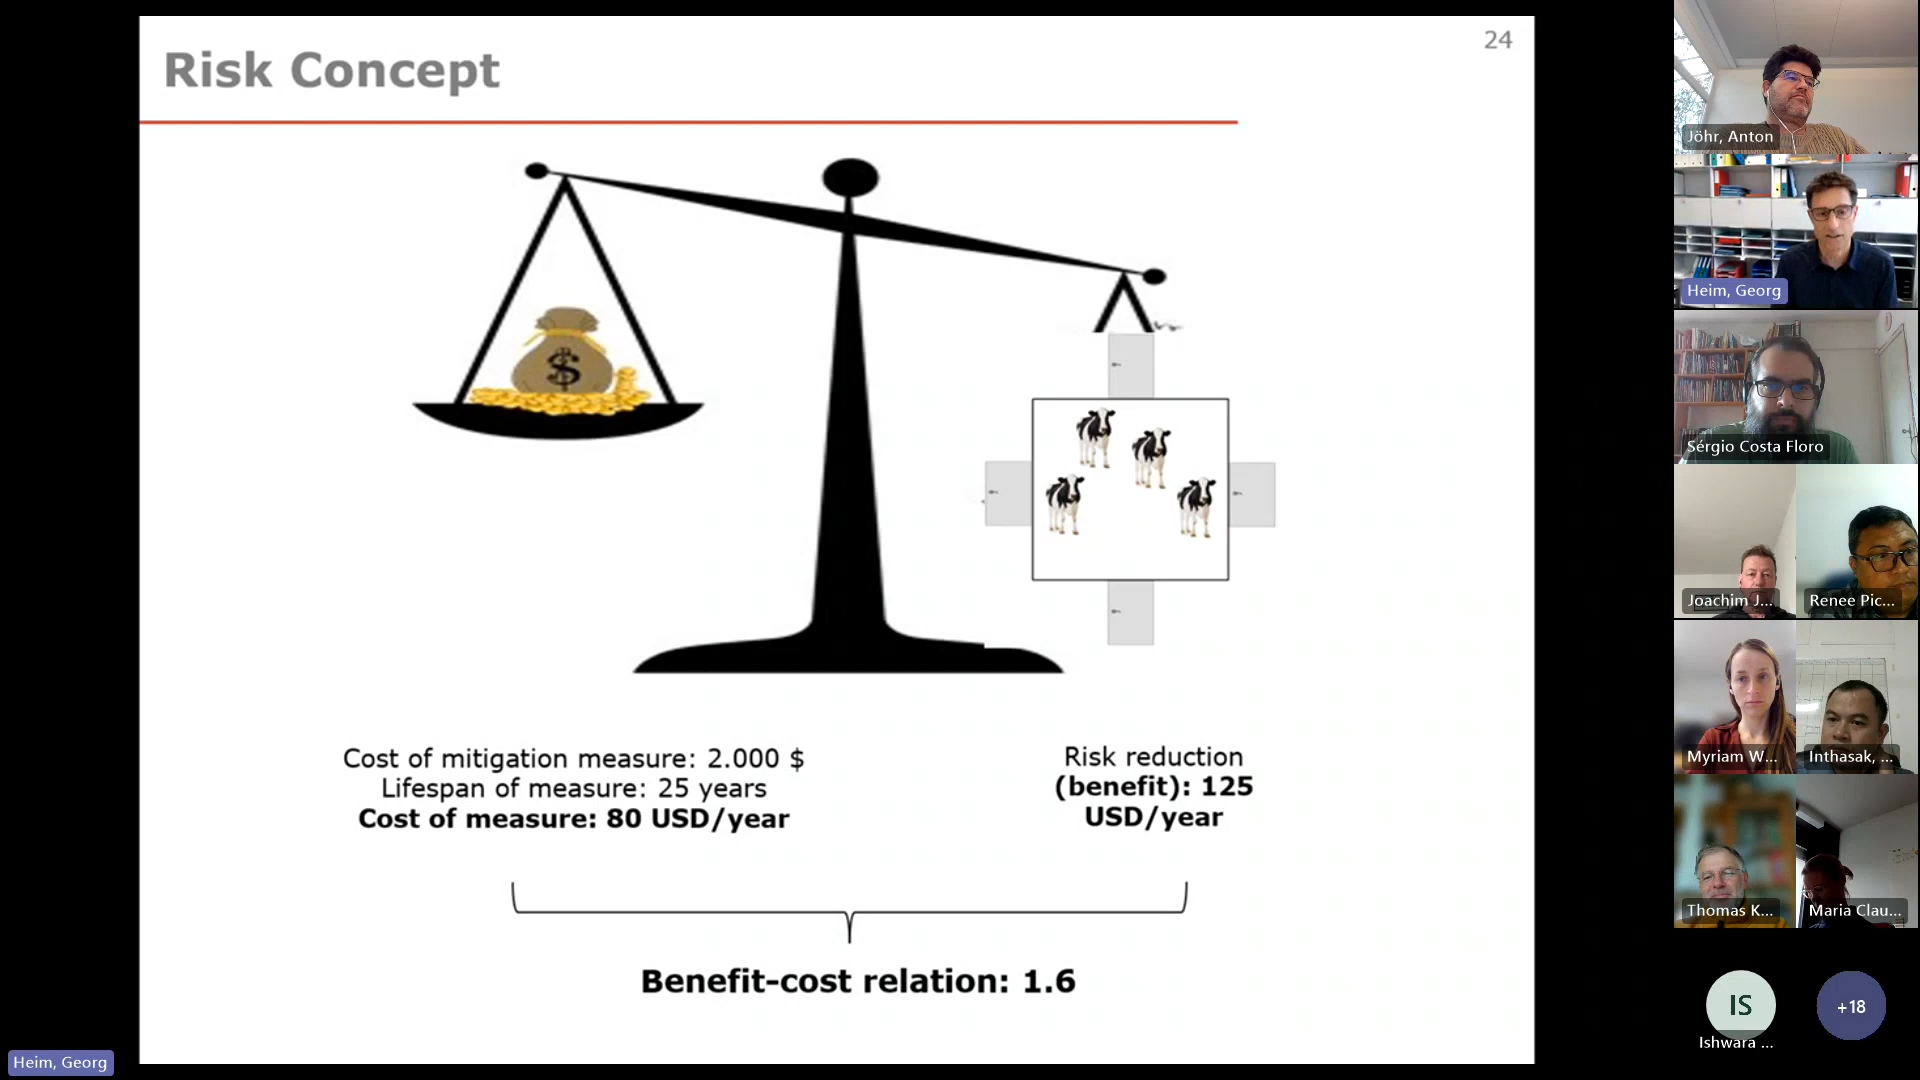 24
Risk Concept
$
Cost of mitigation measure: 2.000 $
Lifespan of measure: 25 years
Cost of measure: 80 USD/year
Risk reduction
(benefit): 125
USD/year
Benefit-cost relation: 1.6
Heim, Georg
Jöhr, Anton
Heim, Georg
Sérgio Costa Floro
Joachim J...
Renee Pic...
Myriam W...
Inthasak, ...
Thomas K...
Maria Clau...
IS
Ishwara ...
+18